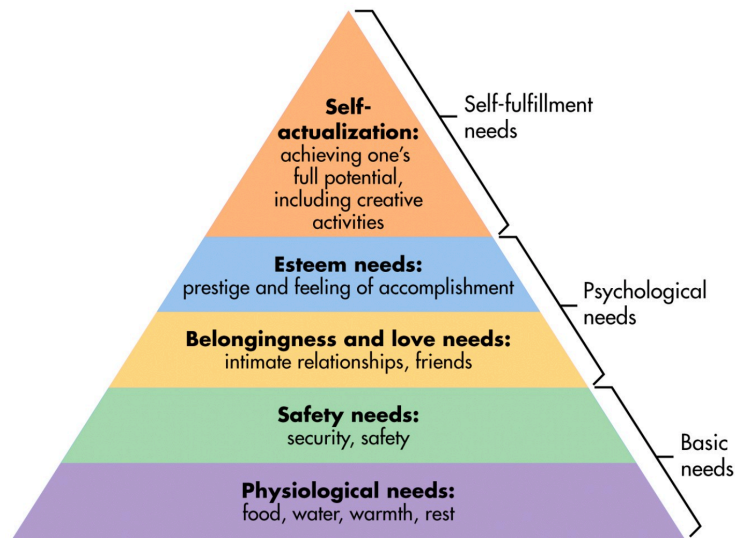 Self-
actualization:
achieving one's
full potential,
including creative
activities
Self-fulfillment
needs
Esteem needs:
prestige and feeling of accomplishment
Belongingness and love needs:
intimate relationships, friends
Psychological
needs
Safety needs:
security, safety
Physiological needs:
food, water, warmth, rest
Basic
needs